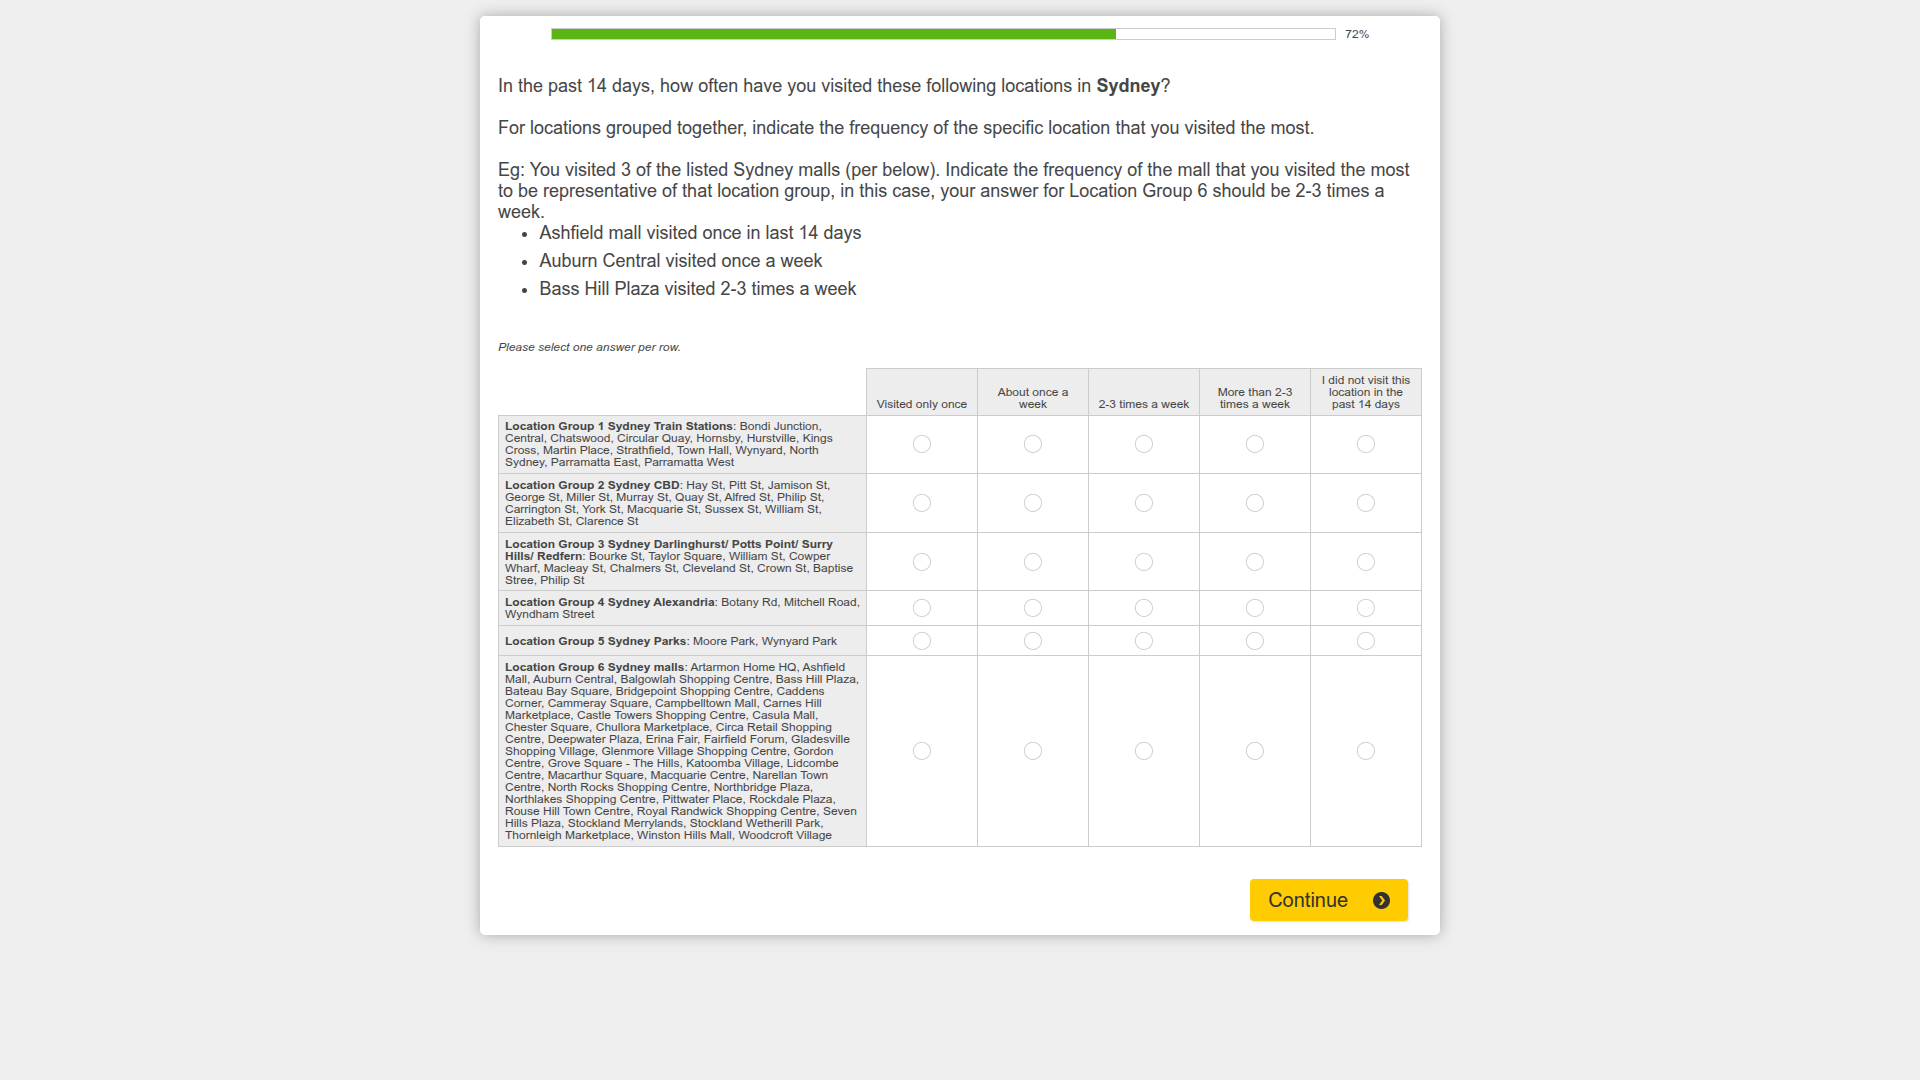 72%
In the past 14 days, how often have you visited these following locations in Sydney?
For locations grouped together, indicate the frequency of the specific location that you visited the most.
Eg: You visited 3 of the listed Sydney malls (per below). Indicate the frequency of the mall that you visited the most
to be representative of that location group, in this case, your answer for Location Group 6 should be 2-3 times a
week.
• Ashfield mall visited once in last 14 days
• Auburn Central visited once a week
• Bass Hill Plaza visited 2-3 times a week
Please select one answer per row.
Visited only once
About once a
week
2-3 times a week
More than 2-3
times a week
I did not visit this
location in the
past 14 days
Location Group 1 Sydney Train Stations: Bondi Junction,
Central, Chatswood, Circular Quay, Hornsby, Hurstville, Kings
Cross, Martin Place, Strathfield, Town Hall, Wynyard, North
Sydney, Parramatta East, Parramatta West
Location Group 2 Sydney CBD: Hay St, Pitt St, Jamison St,
George St, Miller St, Murray St, Quay St, Alfred St, Philip St,
Carrington St, York St, Macquarie St, Sussex St, William St,
Elizabeth St, Clarence St
Location Group 3 Sydney Darlinghurst/ Potts Point/ Surry
Hills/ Redfern: Bourke St, Taylor Square, William St, Cowper
Wharf, Macleay St, Chalmers St, Cleveland St, Crown St, Baptise
Stree, Philip St
Location Group 4 Sydney Alexandria: Botany Rd, Mitchell Road,
Wyndham Street
Location Group 5 Sydney Parks: Moore Park, Wynyard Park
Location Group 6 Sydney malls: Artarmon Home HQ, Ashfield
Mall, Auburn Central, Balgowlah Shopping Centre, Bass Hill Plaza,
Bateau Bay Square, Bridgepoint Shopping Centre, Caddens
Corner, Cammeray Square, Campbelltown Mall, Carnes Hill
Marketplace, Castle Towers Shopping Centre, Casula Mall,
Chester Square, Chullora Marketplace, Circa Retail Shopping
Centre, Deepwater Plaza, Erina Fair, Fairfield Forum, Gladesville
Shopping Village, Glenmore Village Shopping Centre, Gordon
Centre, Grove Square - The Hills, Katoomba Village, Lidcombe
Centre, Macarthur Square, Macquarie Centre, Narellan Town
Centre, North Rocks Shopping Centre, Northbridge Plaza,
Northlakes Shopping Centre, Pittwater Place, Rockdale Plaza,
Rouse Hill Town Centre, Royal Randwick Shopping Centre, Seven
Hills Plaza, Stockland Merrylands, Stockland Wetherill Park,
Thornleigh Marketplace, Winston Hills Mall, Woodcroft Village
Continue